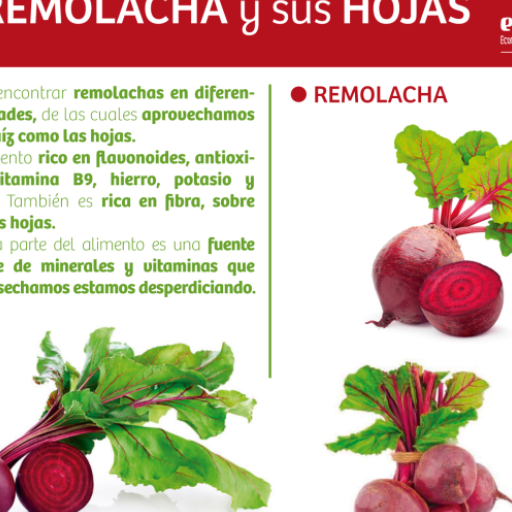 REMOLACHA y sus HOJAS
encontrar remolachas en diferen-
ades, de las cuales aprovechamos
aíz como las hojas.
ento rico en flavonoides, antioxi-
itamina B9, hierro, potasio y
También es rica en fibra, sobre
s hojas.
a parte del alimento es una fuente
e de minerales y vitaminas que
sechamos estamos desperdiciando.
REMOLACHA